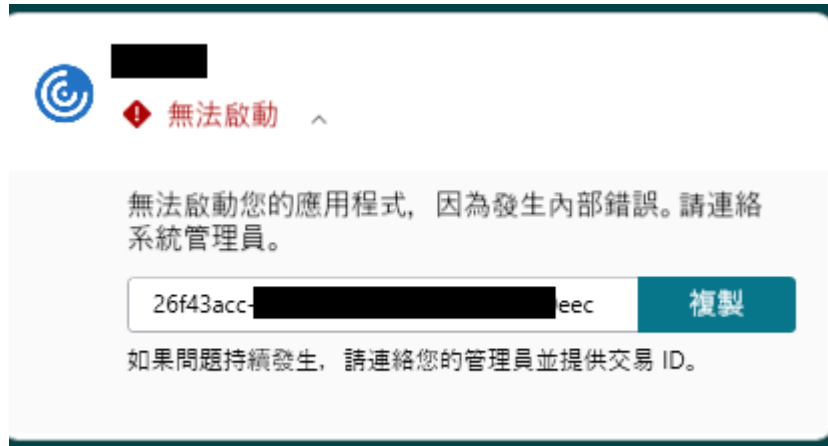 無法啟動
無法啟動您的應用程式，因為發生內部錯誤。請連絡
系統管理員。
26f43acc-
eec
複製
如果問題持續發生，請連絡您的管理員並提供交易 ID。